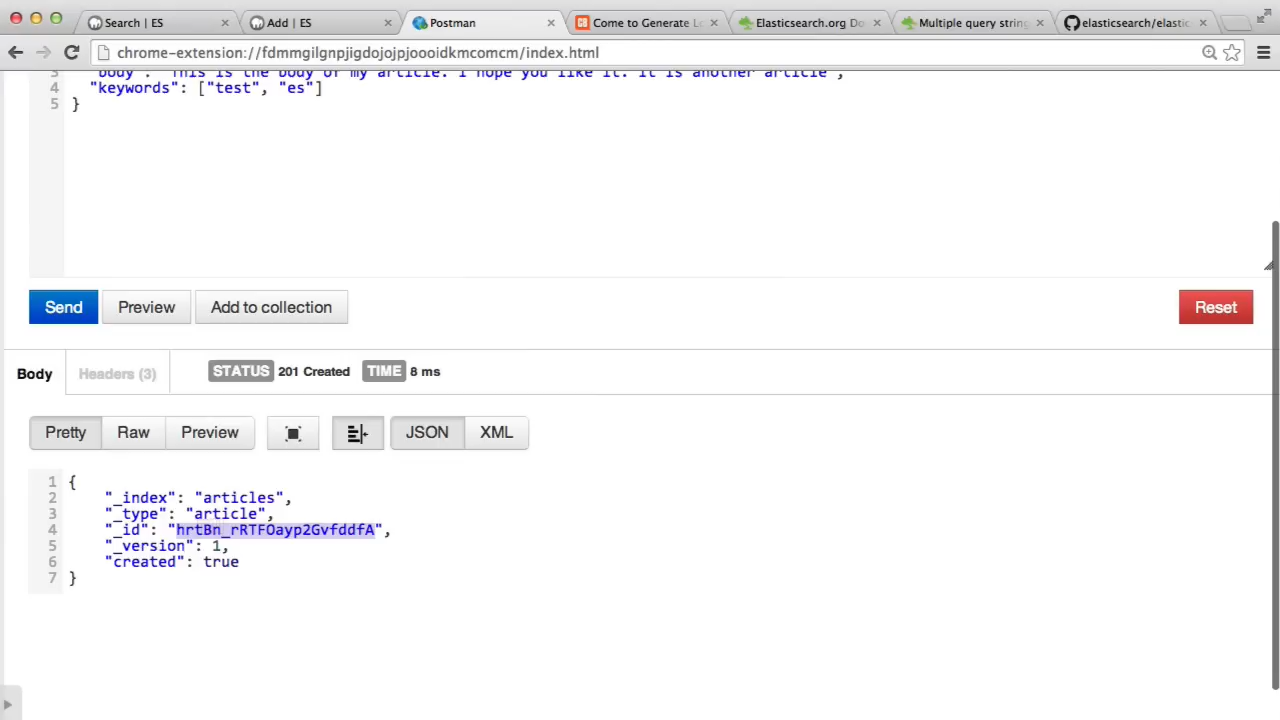 Search | ES
Add | ES
Postman
Come to Generate Lo
Elasticsearch.org Do
Multiple query string
elasticsearch/elastic
chrome-extension://fdmmgilgnpjigdojojpjoooidkmcomcm/index.html
3 "body": "This is the body of my article. I hope you like it. It is another article",
4 "keywords": ["test", "es"]
5 }
Send Preview Add to collection Reset
Body Headers (3) STATUS 201 Created TIME 8 ms
Pretty Raw Preview JSON XML
1 {
2 "_index": "articles",
3 "_type": "article",
4 "_id": "hrtBn_rRTFOayp2GvfddfA",
5 "_version": 1,
6 "created": true
7 }